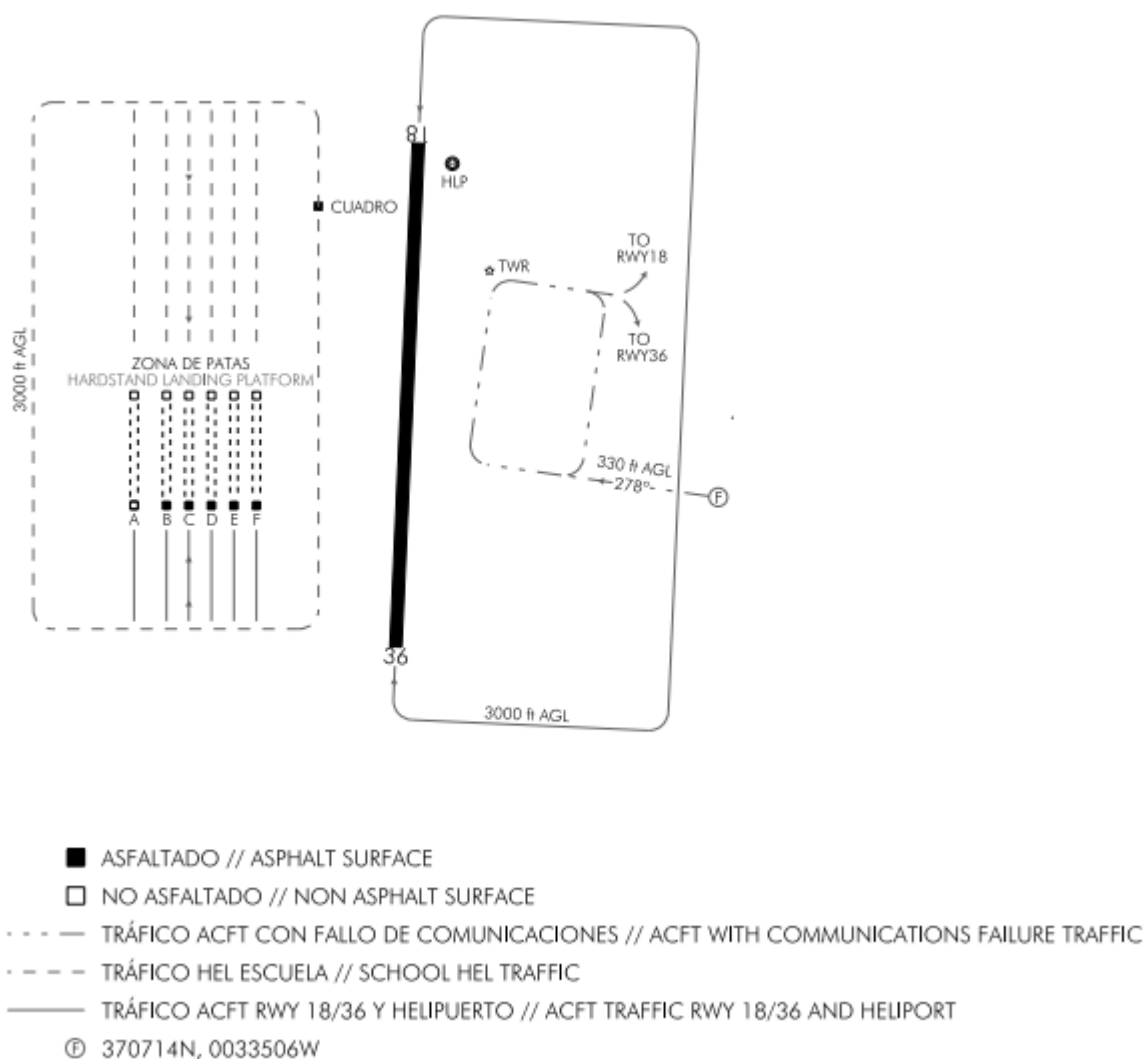 18
HLP
CUADRO
TWR
TO
RWY18
TO
RWY36
3000 ft AGL
ZONA DE PATAS
HARDSTAND LANDING PLATFORM
330 ft AGL
278º
F
A B C D E F
36
3000 ft AGL
ASFALTADO // ASPHALT SURFACE
NO ASFALTADO // NON ASPHALT SURFACE
TRÁFICO ACFT CON FALLO DE COMUNICACIONES // ACFT WITH COMMUNICATIONS FAILURE TRAFFIC
TRÁFICO HEL ESCUELA // SCHOOL HEL TRAFFIC
TRÁFICO ACFT RWY 18/36 Y HELIPUERTO // ACFT TRAFFIC RWY 18/36 AND HELIPORT
F 370714N, 0033506W